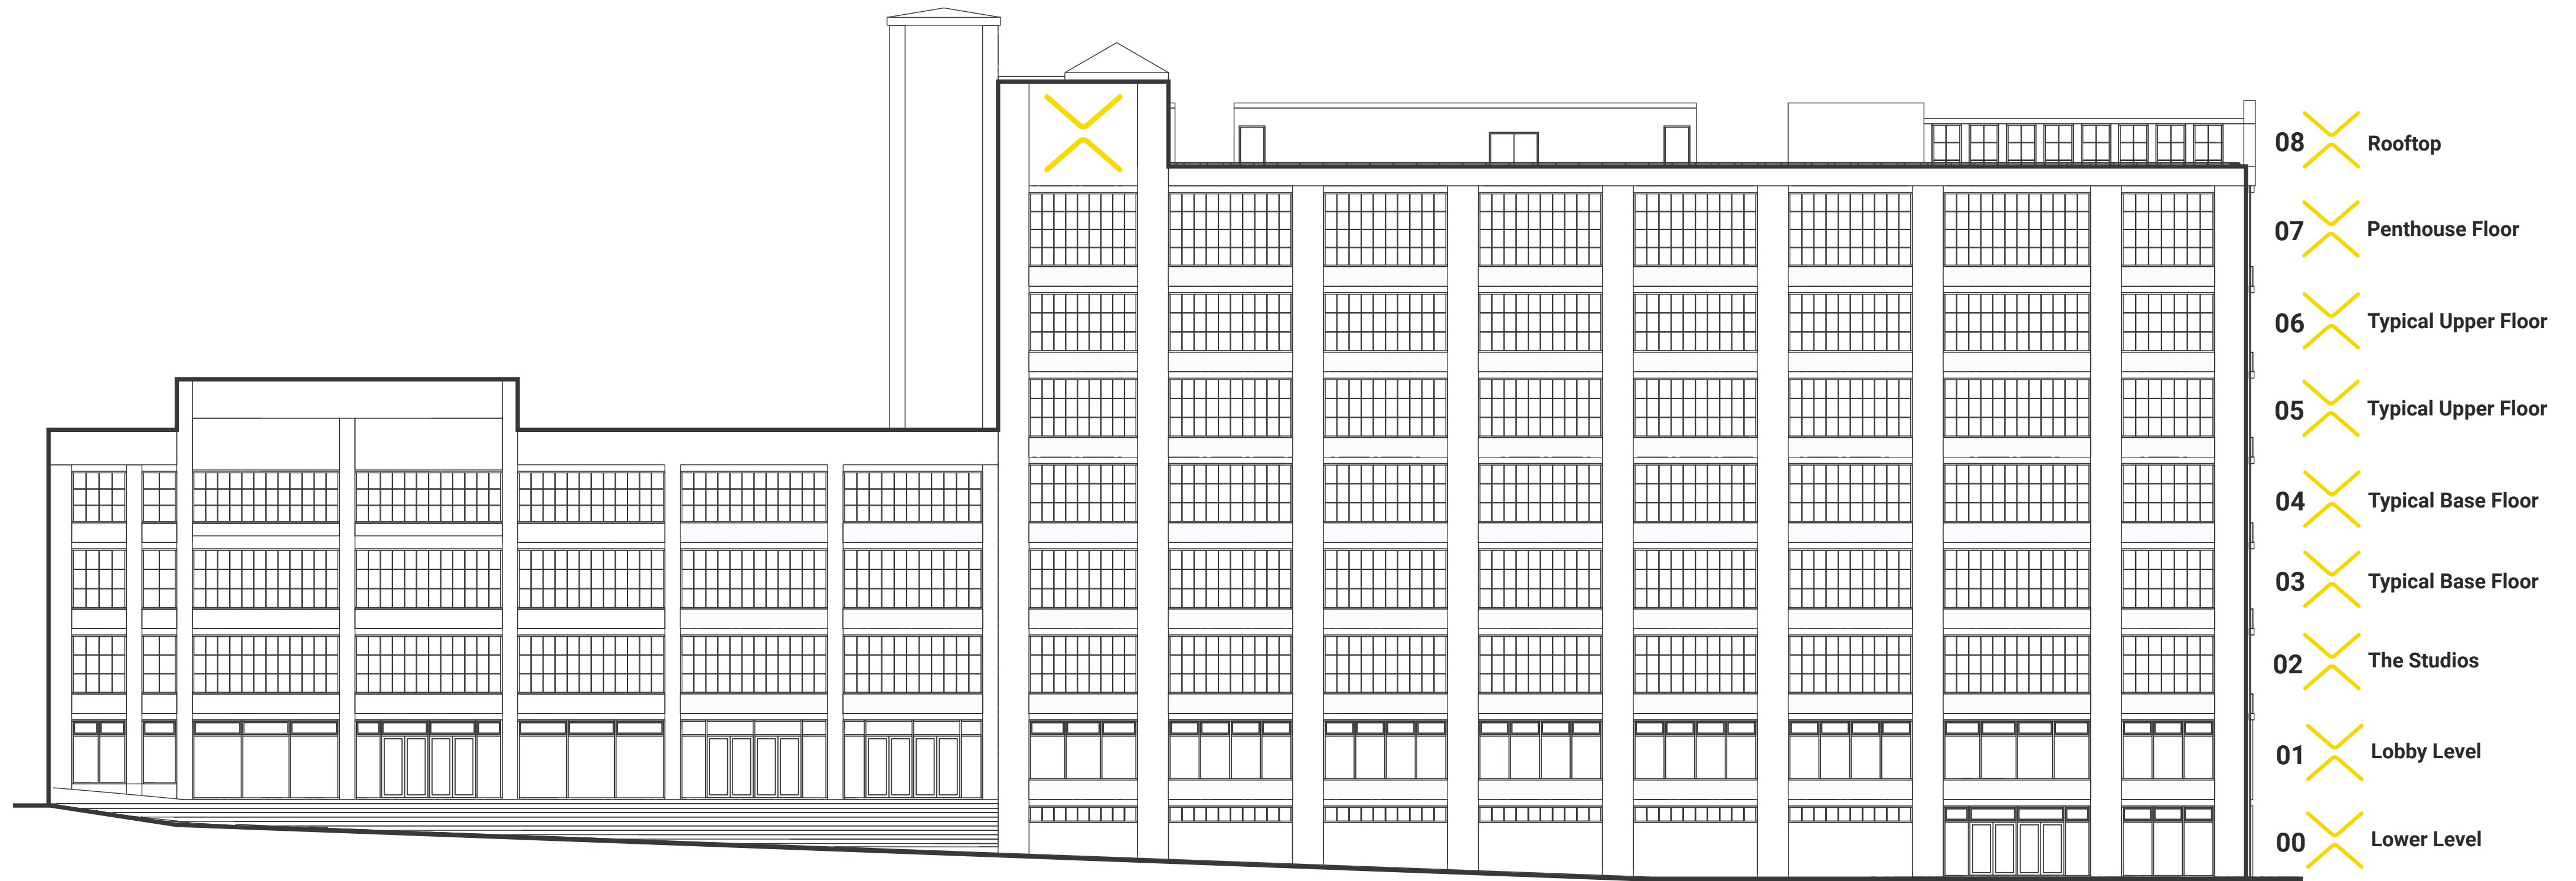 08 Rooftop
07 Penthouse Floor
06 Typical Upper Floor
05 Typical Upper Floor
04 Typical Base Floor
03 Typical Base Floor
02 The Studios
01 Lobby Level
00 Lower Level